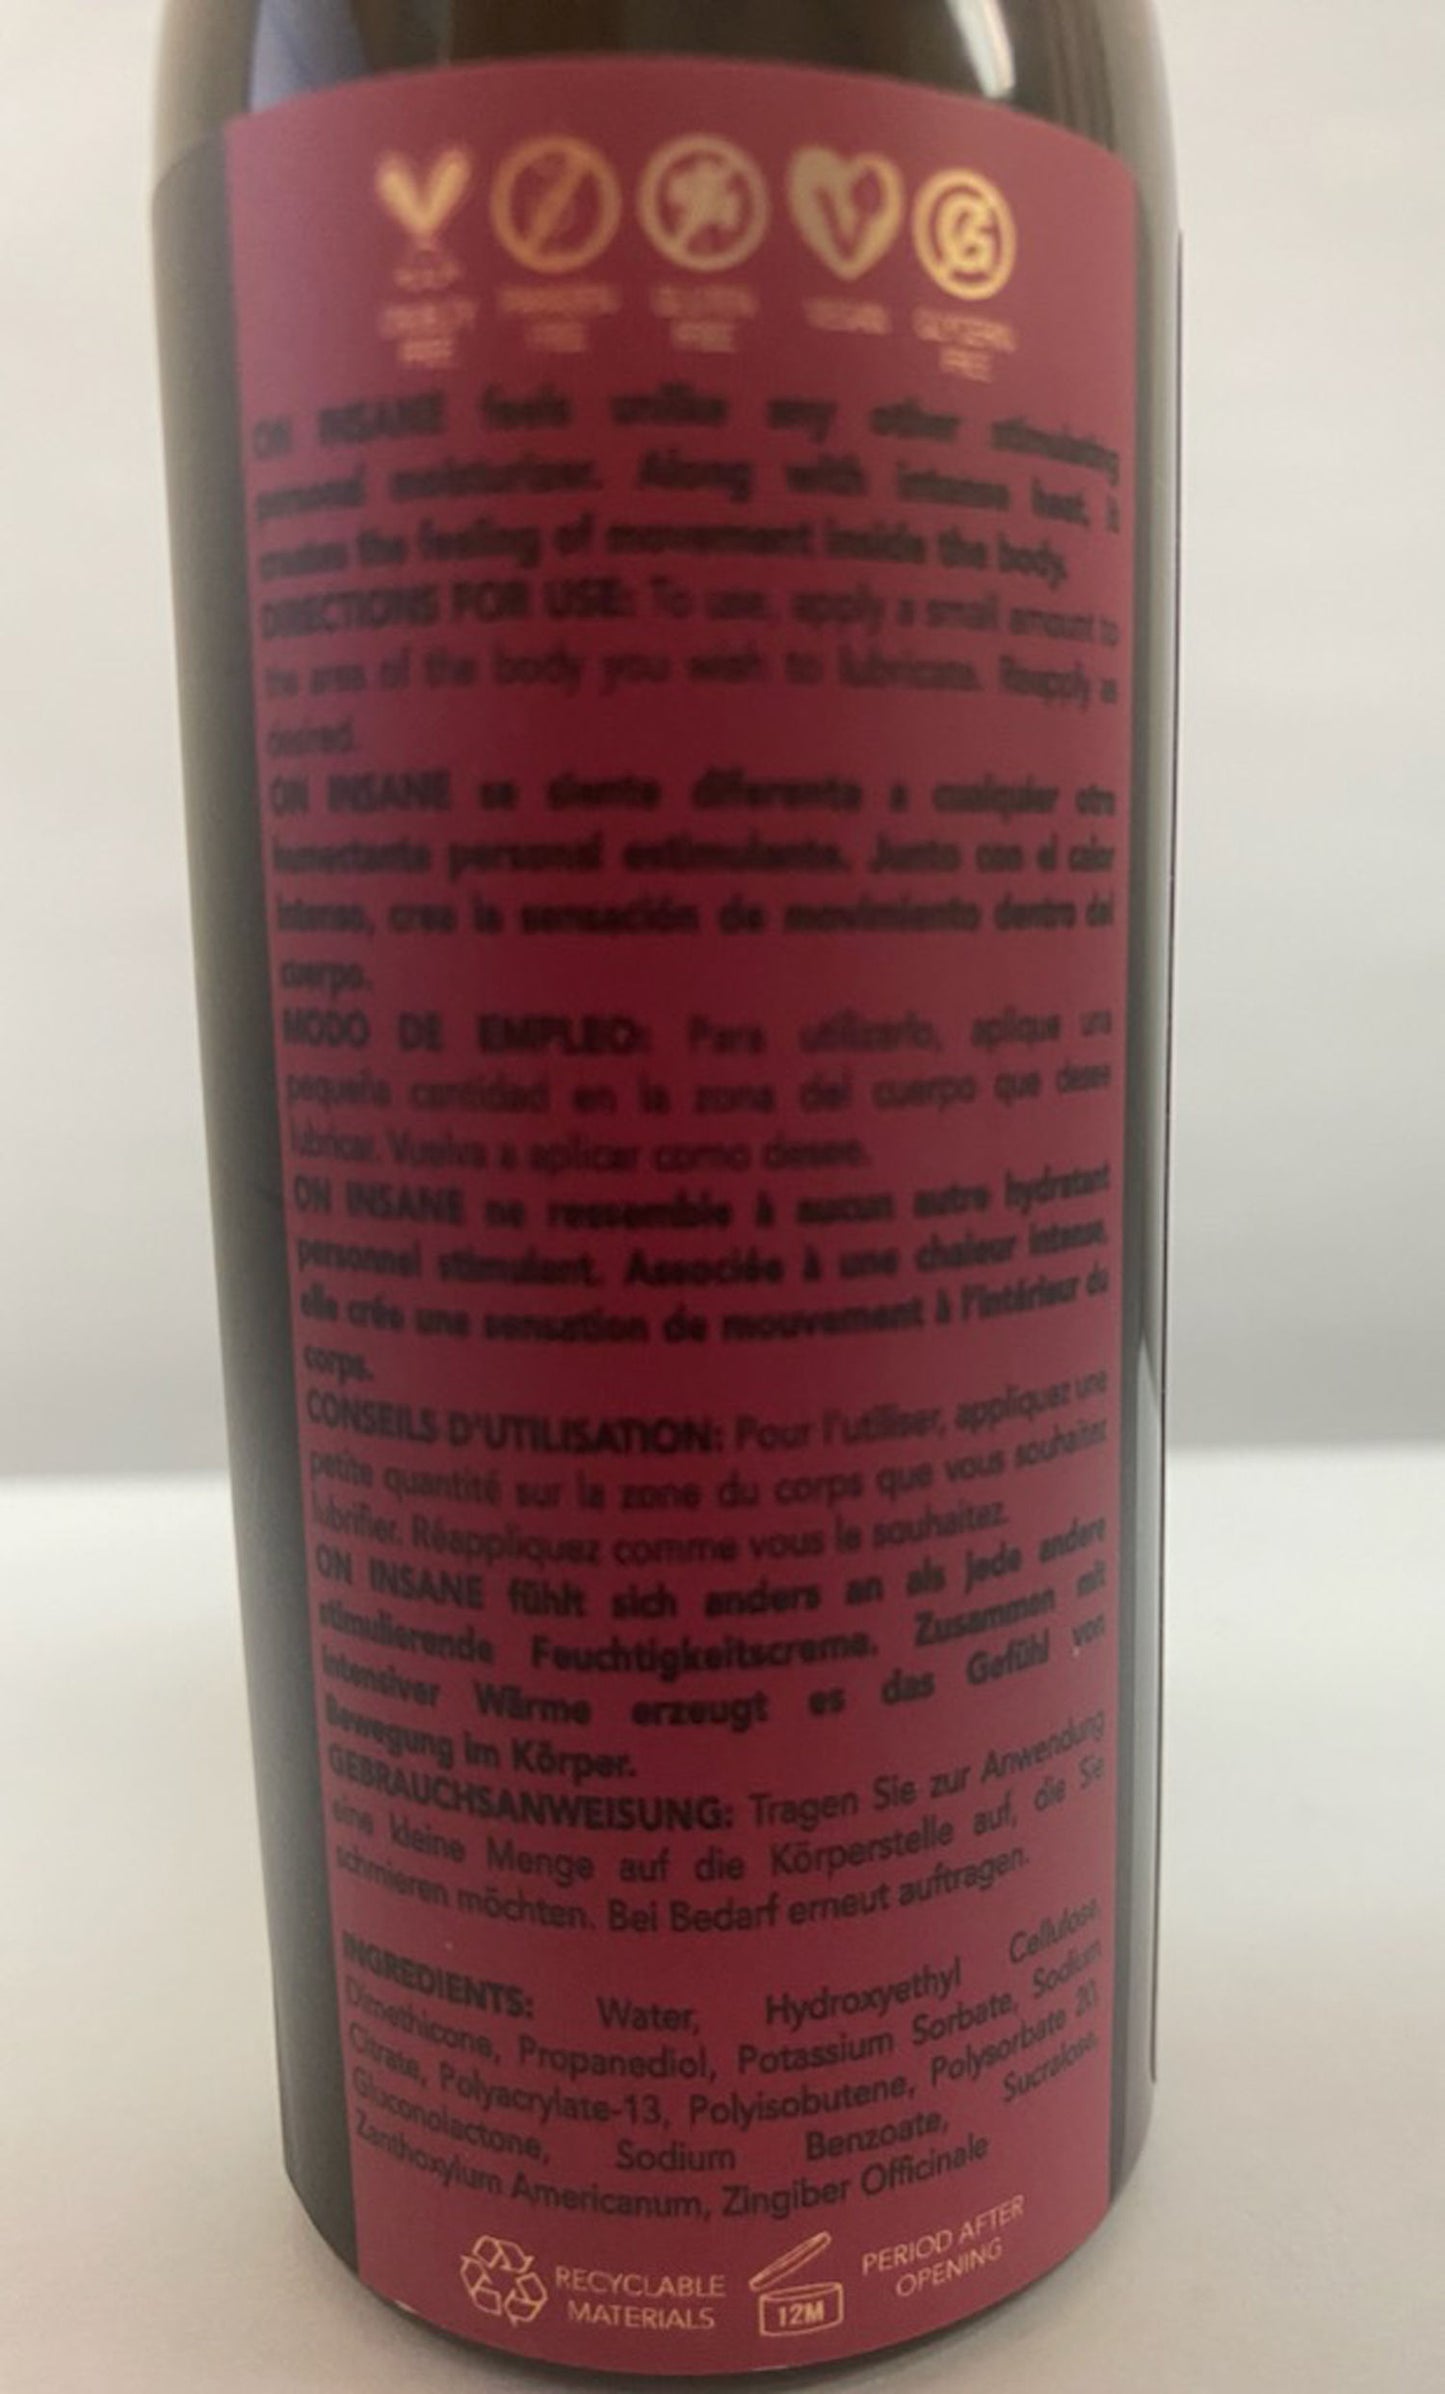 CRUELTY FREE
PARABEN FREE
GLUTEN FREE
VEGAN
GLYCERIN FREE
ON INSANE feels unlike any other stimulating
personal moisturizer. Along with intense heat, it
creates the feeling of movement inside the body.
DIRECTIONS FOR USE: To use, apply a small amount to
the area of the body you wish to lubricate. Reapply as
desired.
ON INSANE se siente diferente a cualquier otro
humectante personal estimulante. Junto con el calor
intenso, crea la sensación de movimiento dentro del
cuerpo.
MODO DE EMPLEO: Para utilizarlo, aplique una
pequeña cantidad en la zona del cuerpo que desee
lubricar. Vuelva a aplicar como desee.
ON INSANE ne ressemble à aucun autre hydratant
personnel stimulant. Associée à une chaleur intense,
elle crée une sensation de mouvement à l'intérieur du
corps.
CONSEILS D'UTILISATION: Pour l'utiliser, appliquez une
petite quantité sur la zone du corps que vous souhaitez
lubrifier. Réappliquez comme vous le souhaitez.
ON INSANE fühlt sich anders an als jede andere
stimulierende Feuchtigkeitscreme. Zusammen mit
intensiver Wärme erzeugt es das Gefühl von
Bewegung im Körper.
GEBRAUCHSANWEISUNG: Tragen Sie zur Anwendung
eine kleine Menge auf die Körperstelle auf, die Sie
schmieren möchten. Bei Bedarf erneut auftragen.
INGREDIENTS: Water, Hydroxyethyl Cellulose,
Dimethicone, Propanediol, Potassium Sorbate, Sodium
Citrate, Polyacrylate-13, Polyisobutene, Polysorbate 20,
Gluconolactone, Sodium Benzoate, Sucralose,
Zanthoxylum Americanum, Zingiber Officinale
RECYCLABLE
MATERIALS
12M
PERIOD AFTER
OPENING